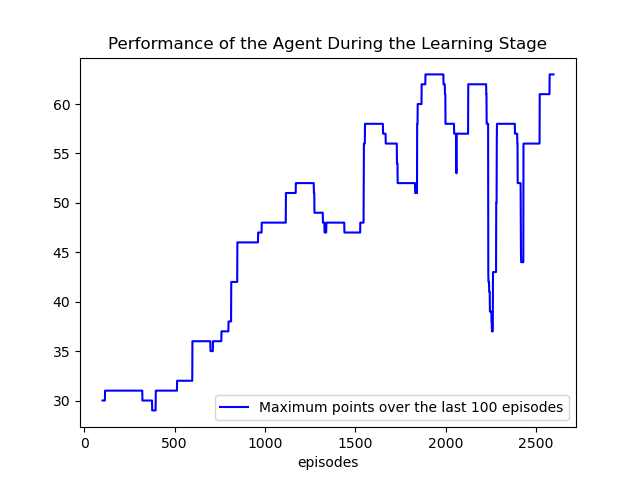 Performance of the Agent During the Learning Stage
60
55
50
45
40
35
30
Maximum points over the last 100 episodes
0 500 1000 1500 2000 2500
episodes